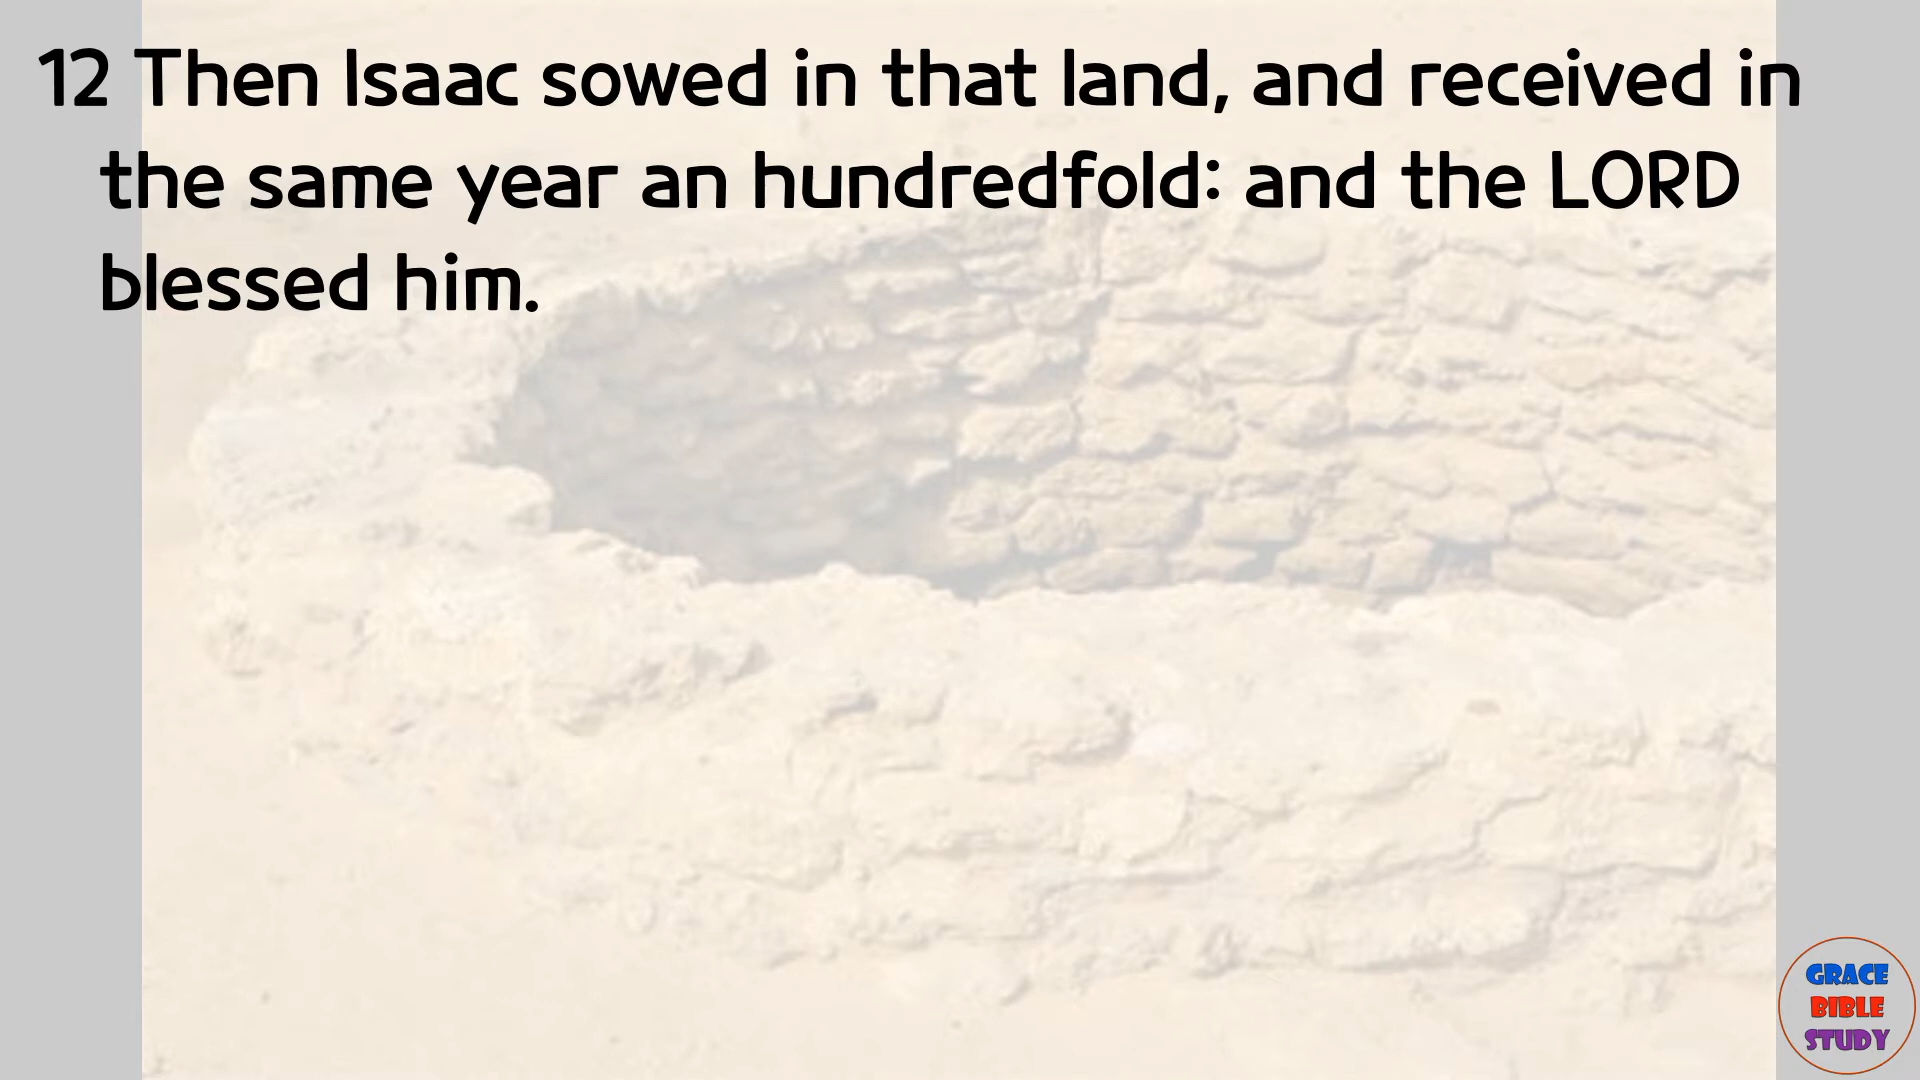 12 Then Isaac sowed in that land, and received in
the same year an hundredfold: and the LORD
blessed him.
GRACE
BIBLE
STUDY